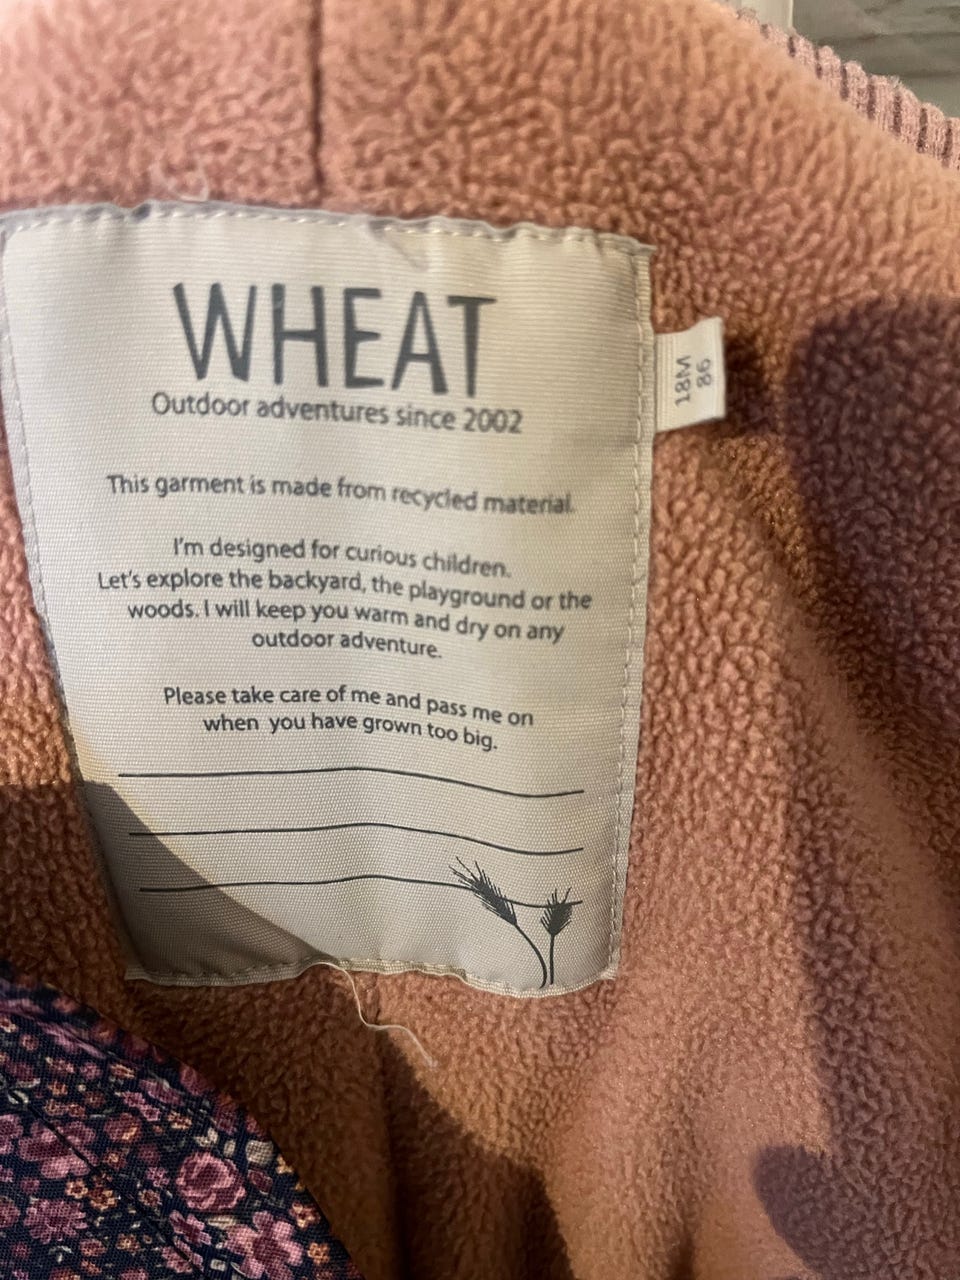 WHEAT
Outdoor adventures since 2002
18M
86
This garment is made from recycled material.
I'm designed for curious children.
Let's explore the backyard, the playground or the
woods. I will keep you warm and dry on any
outdoor adventure.
Please take care of me and pass me on
when you have grown too big.